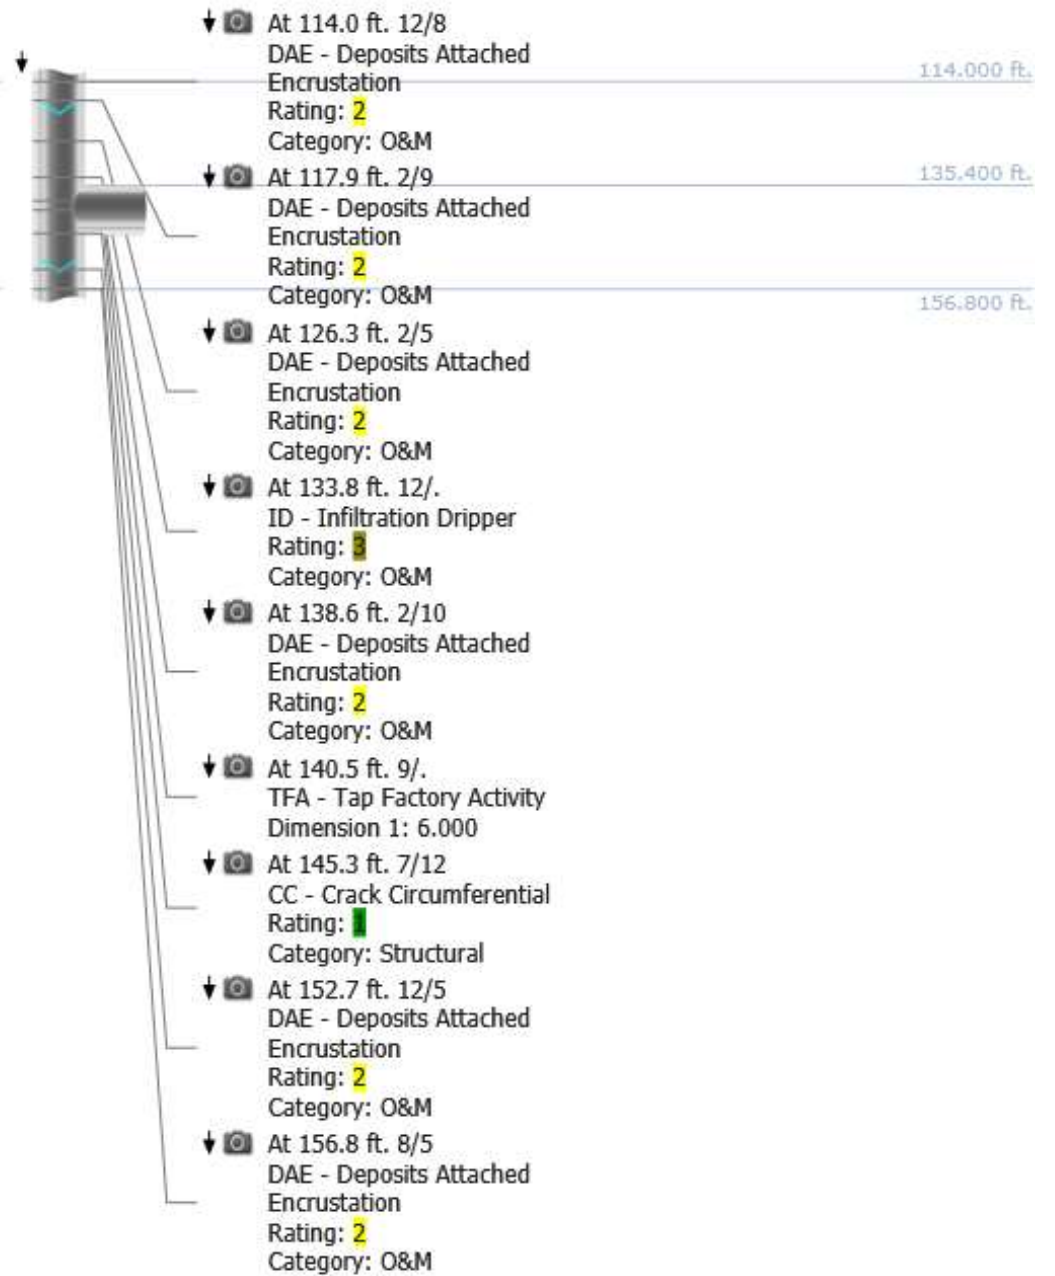 At 114.0 ft. 12/8
DAE - Deposits Attached
Encrustation
Rating: 2
Category: O&M
114.000 ft.
At 117.9 ft. 2/9
DAE - Deposits Attached
Encrustation
Rating: 2
Category: O&M
135.400 ft.
156.800 ft.
At 126.3 ft. 2/5
DAE - Deposits Attached
Encrustation
Rating: 2
Category: O&M
At 133.8 ft. 12/.
ID - Infiltration Dripper
Rating: 3
Category: O&M
At 138.6 ft. 2/10
DAE - Deposits Attached
Encrustation
Rating: 2
Category: O&M
At 140.5 ft. 9/.
TFA - Tap Factory Activity
Dimension 1: 6.000
At 145.3 ft. 7/12
CC - Crack Circumferential
Rating: 1
Category: Structural
At 152.7 ft. 12/5
DAE - Deposits Attached
Encrustation
Rating: 2
Category: O&M
At 156.8 ft. 8/5
DAE - Deposits Attached
Encrustation
Rating: 2
Category: O&M